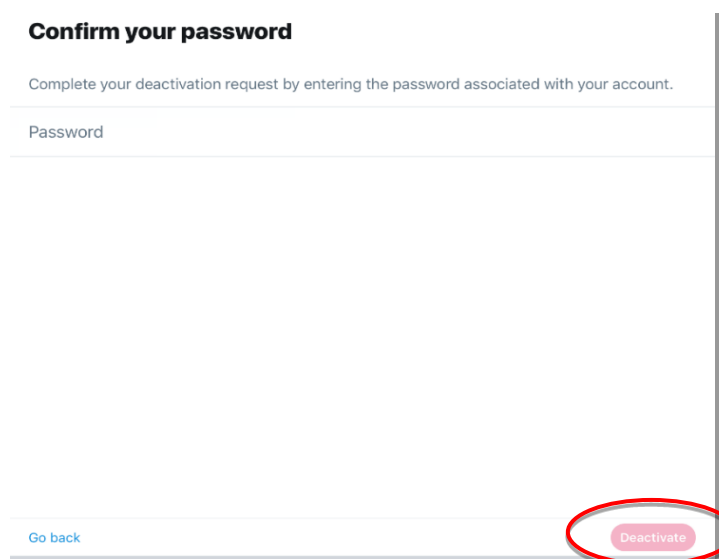 Confirm your password
Complete your deactivation request by entering the password associated with your account.
Password
Go back
Deactivate